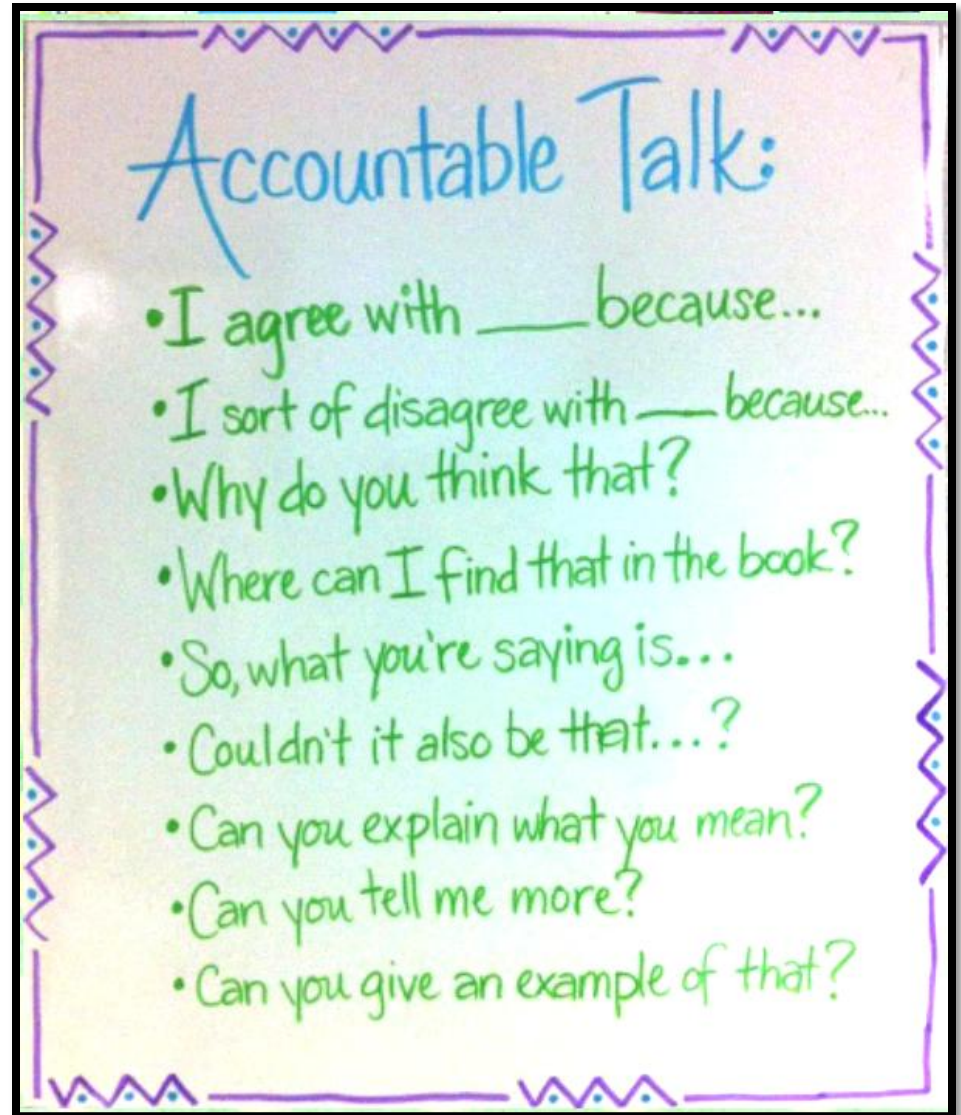 Accountable Talk:
•I agree with ___ because...
•I sort of disagree with ___ because...
•Why do you think that?
•Where can I find that in the book?
•So, what you're saying is...
•Couldn't it also be that...?
•Can you explain what you mean?
•Can you tell me more?
•Can you give an example of that?